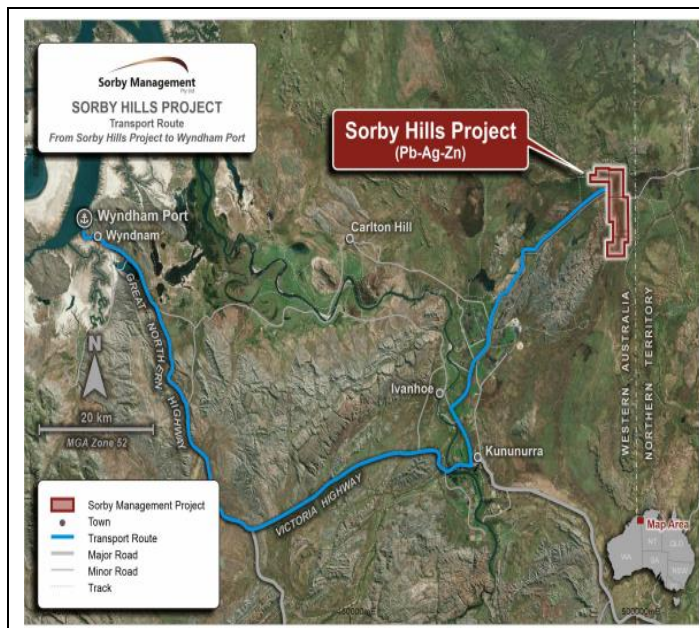 Sorby Management
Pty Ltd
SORBY HILLS PROJECT
Transport Route
From Sorby Hills Project to Wyndham Port
Sorby Hills Project
(Pb-Ag-Zn)
Wyndham Port
Wyndnam
Carlton Hill
GREAT NORTHERN HIGHWAY
WESTERN AUSTRALIA
NORTHERN TERRITORY
N
20 km
MGA Zone 52
Ivanhoe
Kununurra
VICTORIA HIGHWAY
Sorby Management Project
Town
Transport Route
Major Road
Minor Road
Track
Map Area
WA
NT
QLD
SA
NSW
500000mE